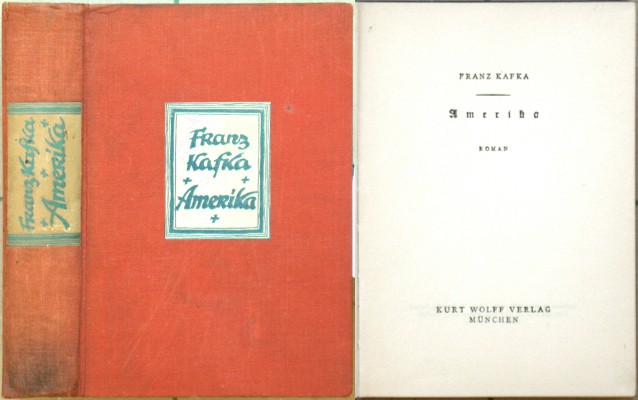 Franz Kafka
+ Amerika +
Franz
Kafka
+ +
Amerika
+
FRANZ KAFKA
Amerika
ROMAN
KURT WOLFF VERLAG
MÜNCHEN